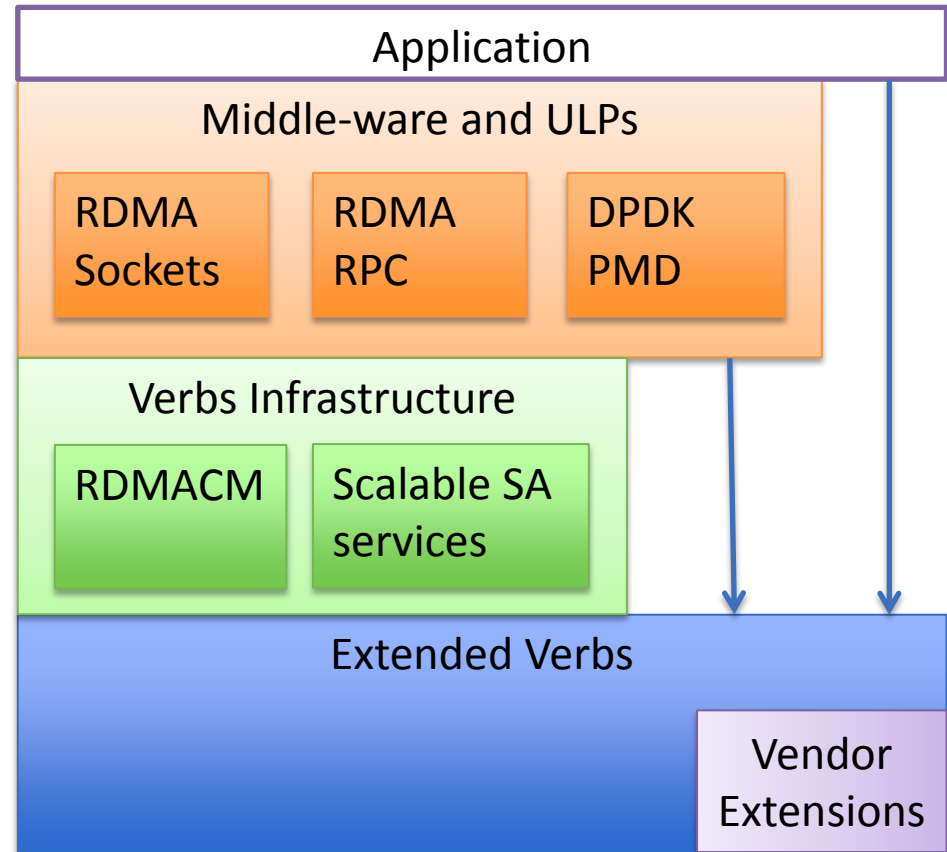 Application
Middle-ware and ULPs
RDMA
Sockets
RDMA
RPC
DPDK
PMD
Verbs Infrastructure
RDMACM
Scalable SA
services
Extended Verbs
Vendor
Extensions